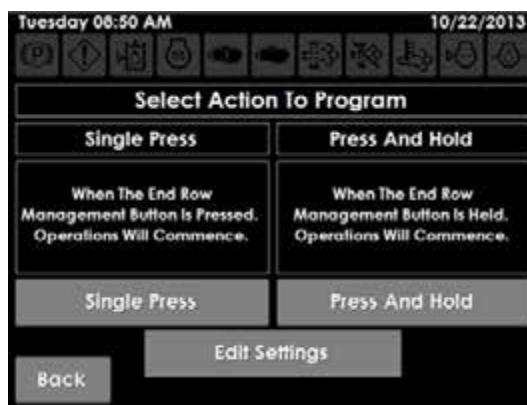 Tuesday 08:50 AM 10/22/2013
(P)
Select Action To Program
Single Press Press And Hold
When The End Row When The End Row
Management Button Is Pressed. Management Button Is Held.
Operations Will Commence. Operations Will Commence.
Single Press Press And Hold
Edit Settings
Back